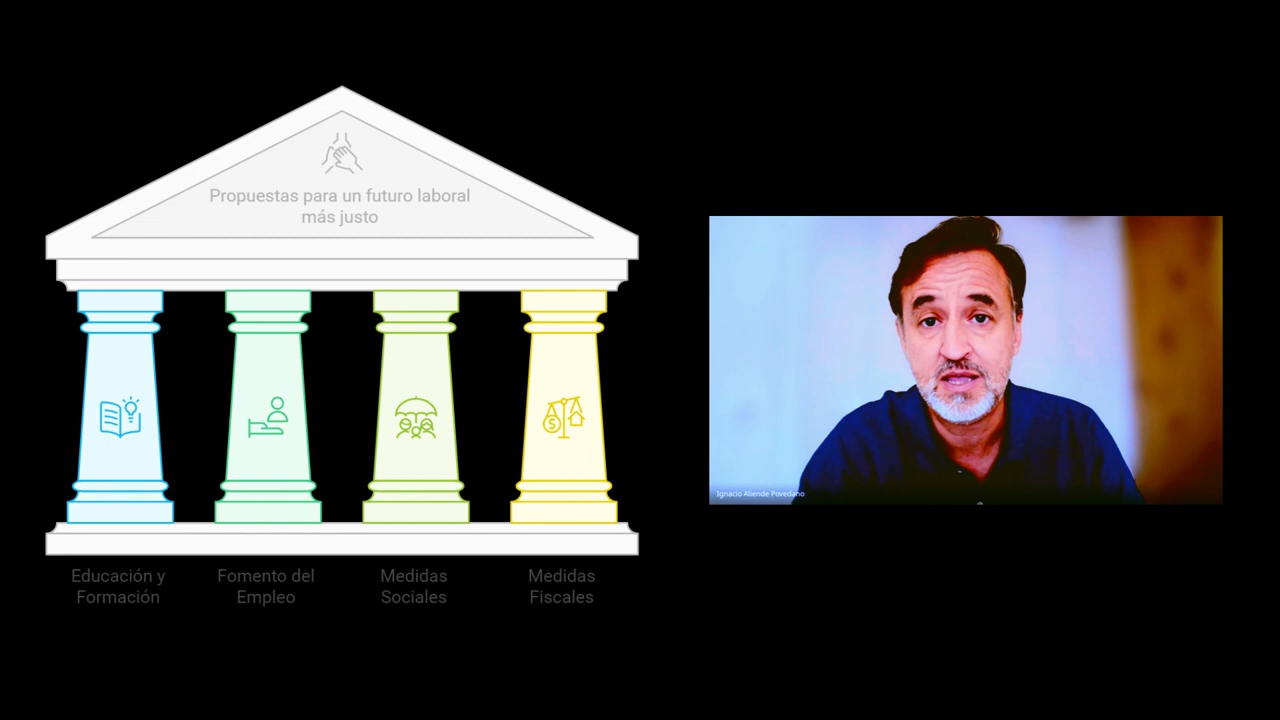 Propuestas para un futuro laboral
más justo
$
Educación y
Formación
Fomento del
Empleo
Medidas
Sociales
Medidas
Fiscales
Ignacio Aliende Povedano